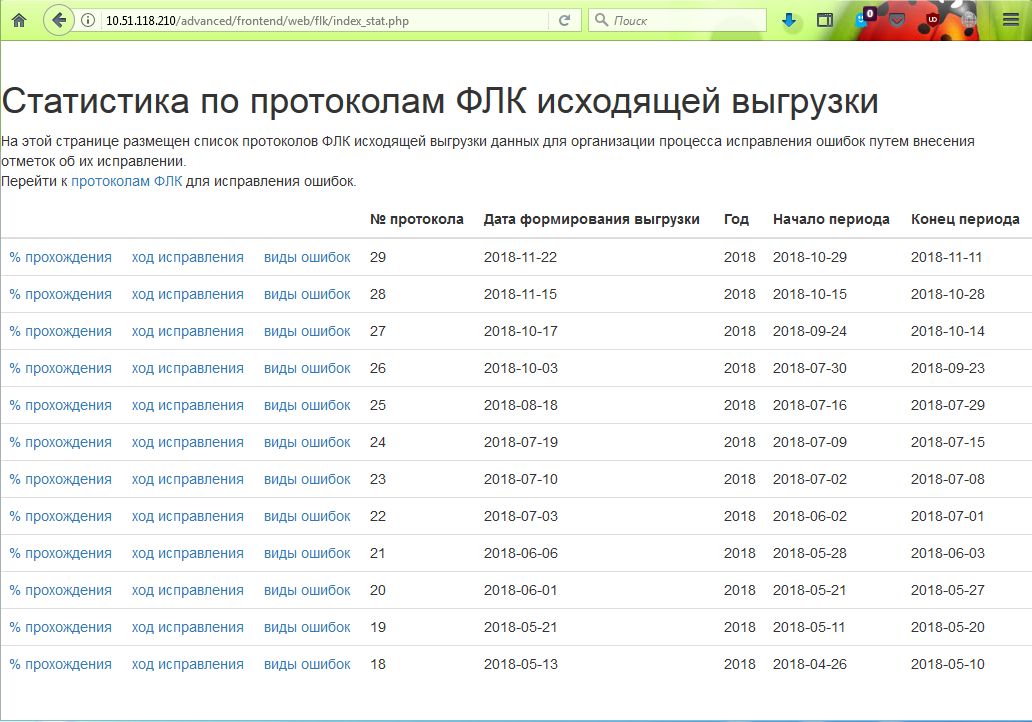 10.51.118.210/advanced/frontend/web/flk/index_stat.php
Поиск
0
Статистика по протоколам ФЛК исходящей выгрузки
На этой странице размещен список протоколов ФЛК исходящей выгрузки данных для организации процесса исправления ошибок путем внесения
отметок об их исправлении.
Перейти к протоколам ФЛК для исправления ошибок.
№ протокола Дата формирования выгрузки Год Начало периода Конец периода
% прохождения ход исправления виды ошибок 29 2018-11-22 2018 2018-10-29 2018-11-11
% прохождения ход исправления виды ошибок 28 2018-11-15 2018 2018-10-15 2018-10-28
% прохождения ход исправления виды ошибок 27 2018-10-17 2018 2018-09-24 2018-10-14
% прохождения ход исправления виды ошибок 26 2018-10-03 2018 2018-07-30 2018-09-23
% прохождения ход исправления виды ошибок 25 2018-08-18 2018 2018-07-16 2018-07-29
% прохождения ход исправления виды ошибок 24 2018-07-19 2018 2018-07-09 2018-07-15
% прохождения ход исправления виды ошибок 23 2018-07-10 2018 2018-07-02 2018-07-08
% прохождения ход исправления виды ошибок 22 2018-07-03 2018 2018-06-02 2018-07-01
% прохождения ход исправления виды ошибок 21 2018-06-06 2018 2018-05-28 2018-06-03
% прохождения ход исправления виды ошибок 20 2018-06-01 2018 2018-05-21 2018-05-27
% прохождения ход исправления виды ошибок 19 2018-05-21 2018 2018-05-11 2018-05-20
% прохождения ход исправления виды ошибок 18 2018-05-13 2018 2018-04-26 2018-05-10